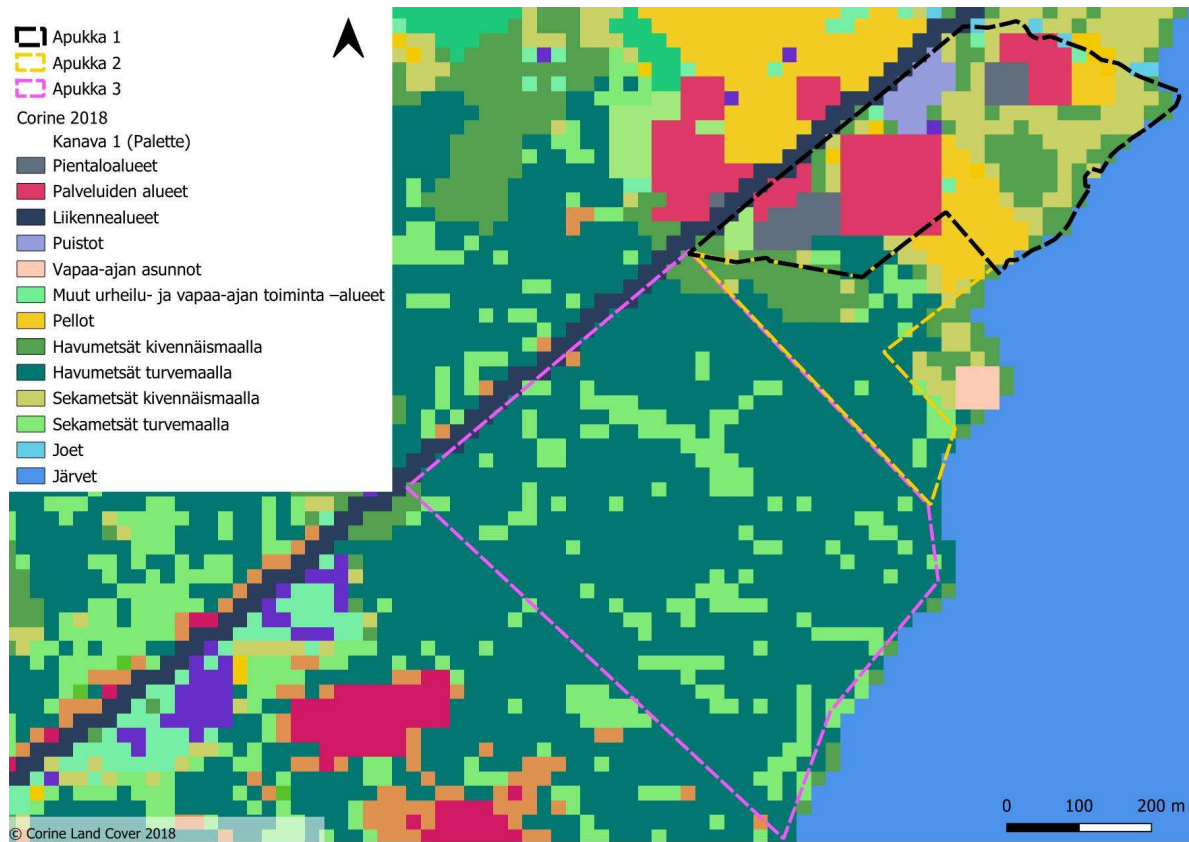 Apukka 1
Apukka 2
Apukka 3
Corine 2018
Kanava 1 (Palette)
Pientaloalueet
Palveluiden alueet
Liikennealueet
Puistot
Vapaa-ajan asunnot
Muut urheilu- ja vapaa-ajan toiminta –alueet
Pellot
Havumetsät kivennäismaalla
Havumetsät turvemaalla
Sekametsät kivennäismaalla
Sekametsät turvemaalla
Joet
Järvet
0 100 200 m
© Corine Land Cover 2018